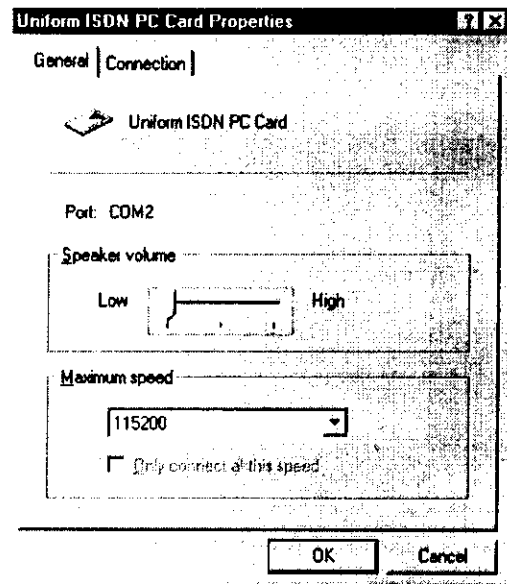 Uniform ISDN PC Card Properties ? X
General Connection
Uniform ISDN PC Card
Port: COM2
Speaker volume
Low High
Maximum speed
115200
Only connect at this speed
OK Cancel